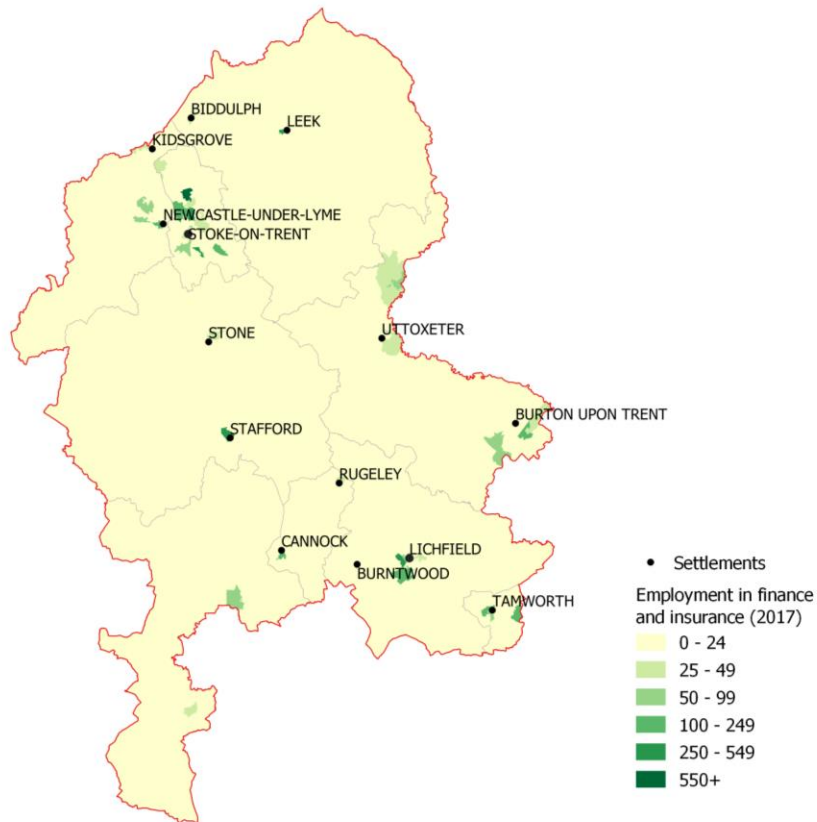 BIDDULPH
LEEK
KIDSGROVE
NEWCASTLE-UNDER-LYME
STOKE-ON-TRENT
STONE
UTTOXETER
BURTON UPON TRENT
STAFFORD
RUGELEY
CANNOCK
LICHFIELD
BURNTWOOD
TAMWORTH
Settlements
Employment in finance
and insurance (2017)
0 - 24
25 - 49
50 - 99
100 - 249
250 - 549
550+